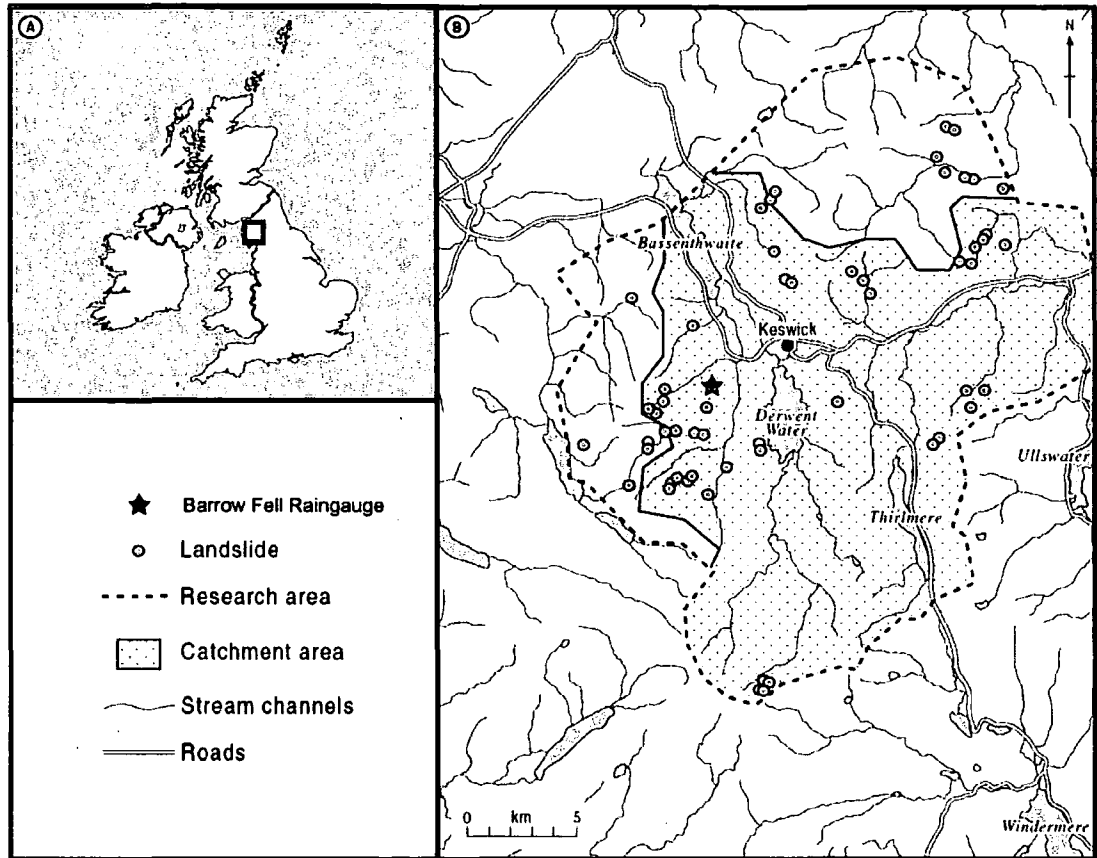 A
B
N
Bassenthwaite
Keswick
Derwent
Water
Ullswater
Thirlmere
Windermere
0 km 5
Barrow Fell Raingauge
Landslide
Research area
Catchment area
Stream channels
Roads